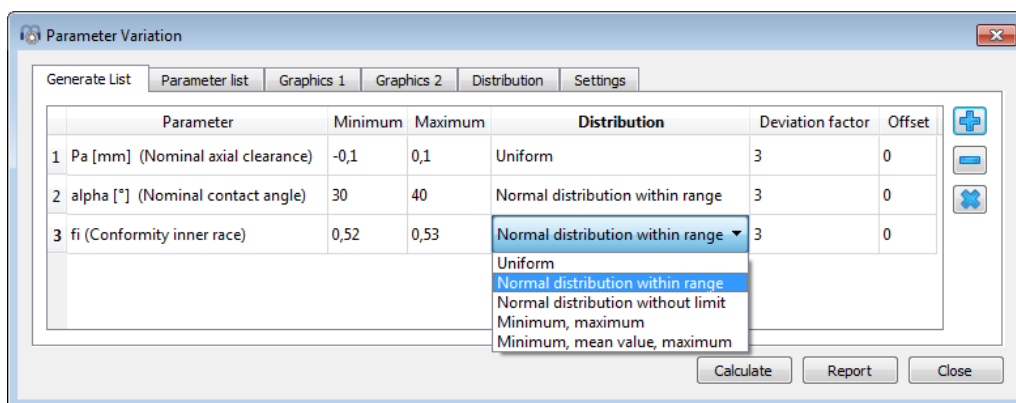 Parameter Variation
Generate List Parameter list Graphics 1 Graphics 2 Distribution Settings
Parameter Minimum Maximum Distribution Deviation factor Offset
1 Pa [mm] (Nominal axial clearance) -0,1 0,1 Uniform 3 0
2 alpha [°] (Nominal contact angle) 30 40 Normal distribution within range 3 0
3 fi (Conformity inner race) 0,52 0,53 Normal distribution within range 3 0
Uniform
Normal distribution within range
Normal distribution without limit
Minimum, maximum
Minimum, mean value, maximum
Calculate Report Close